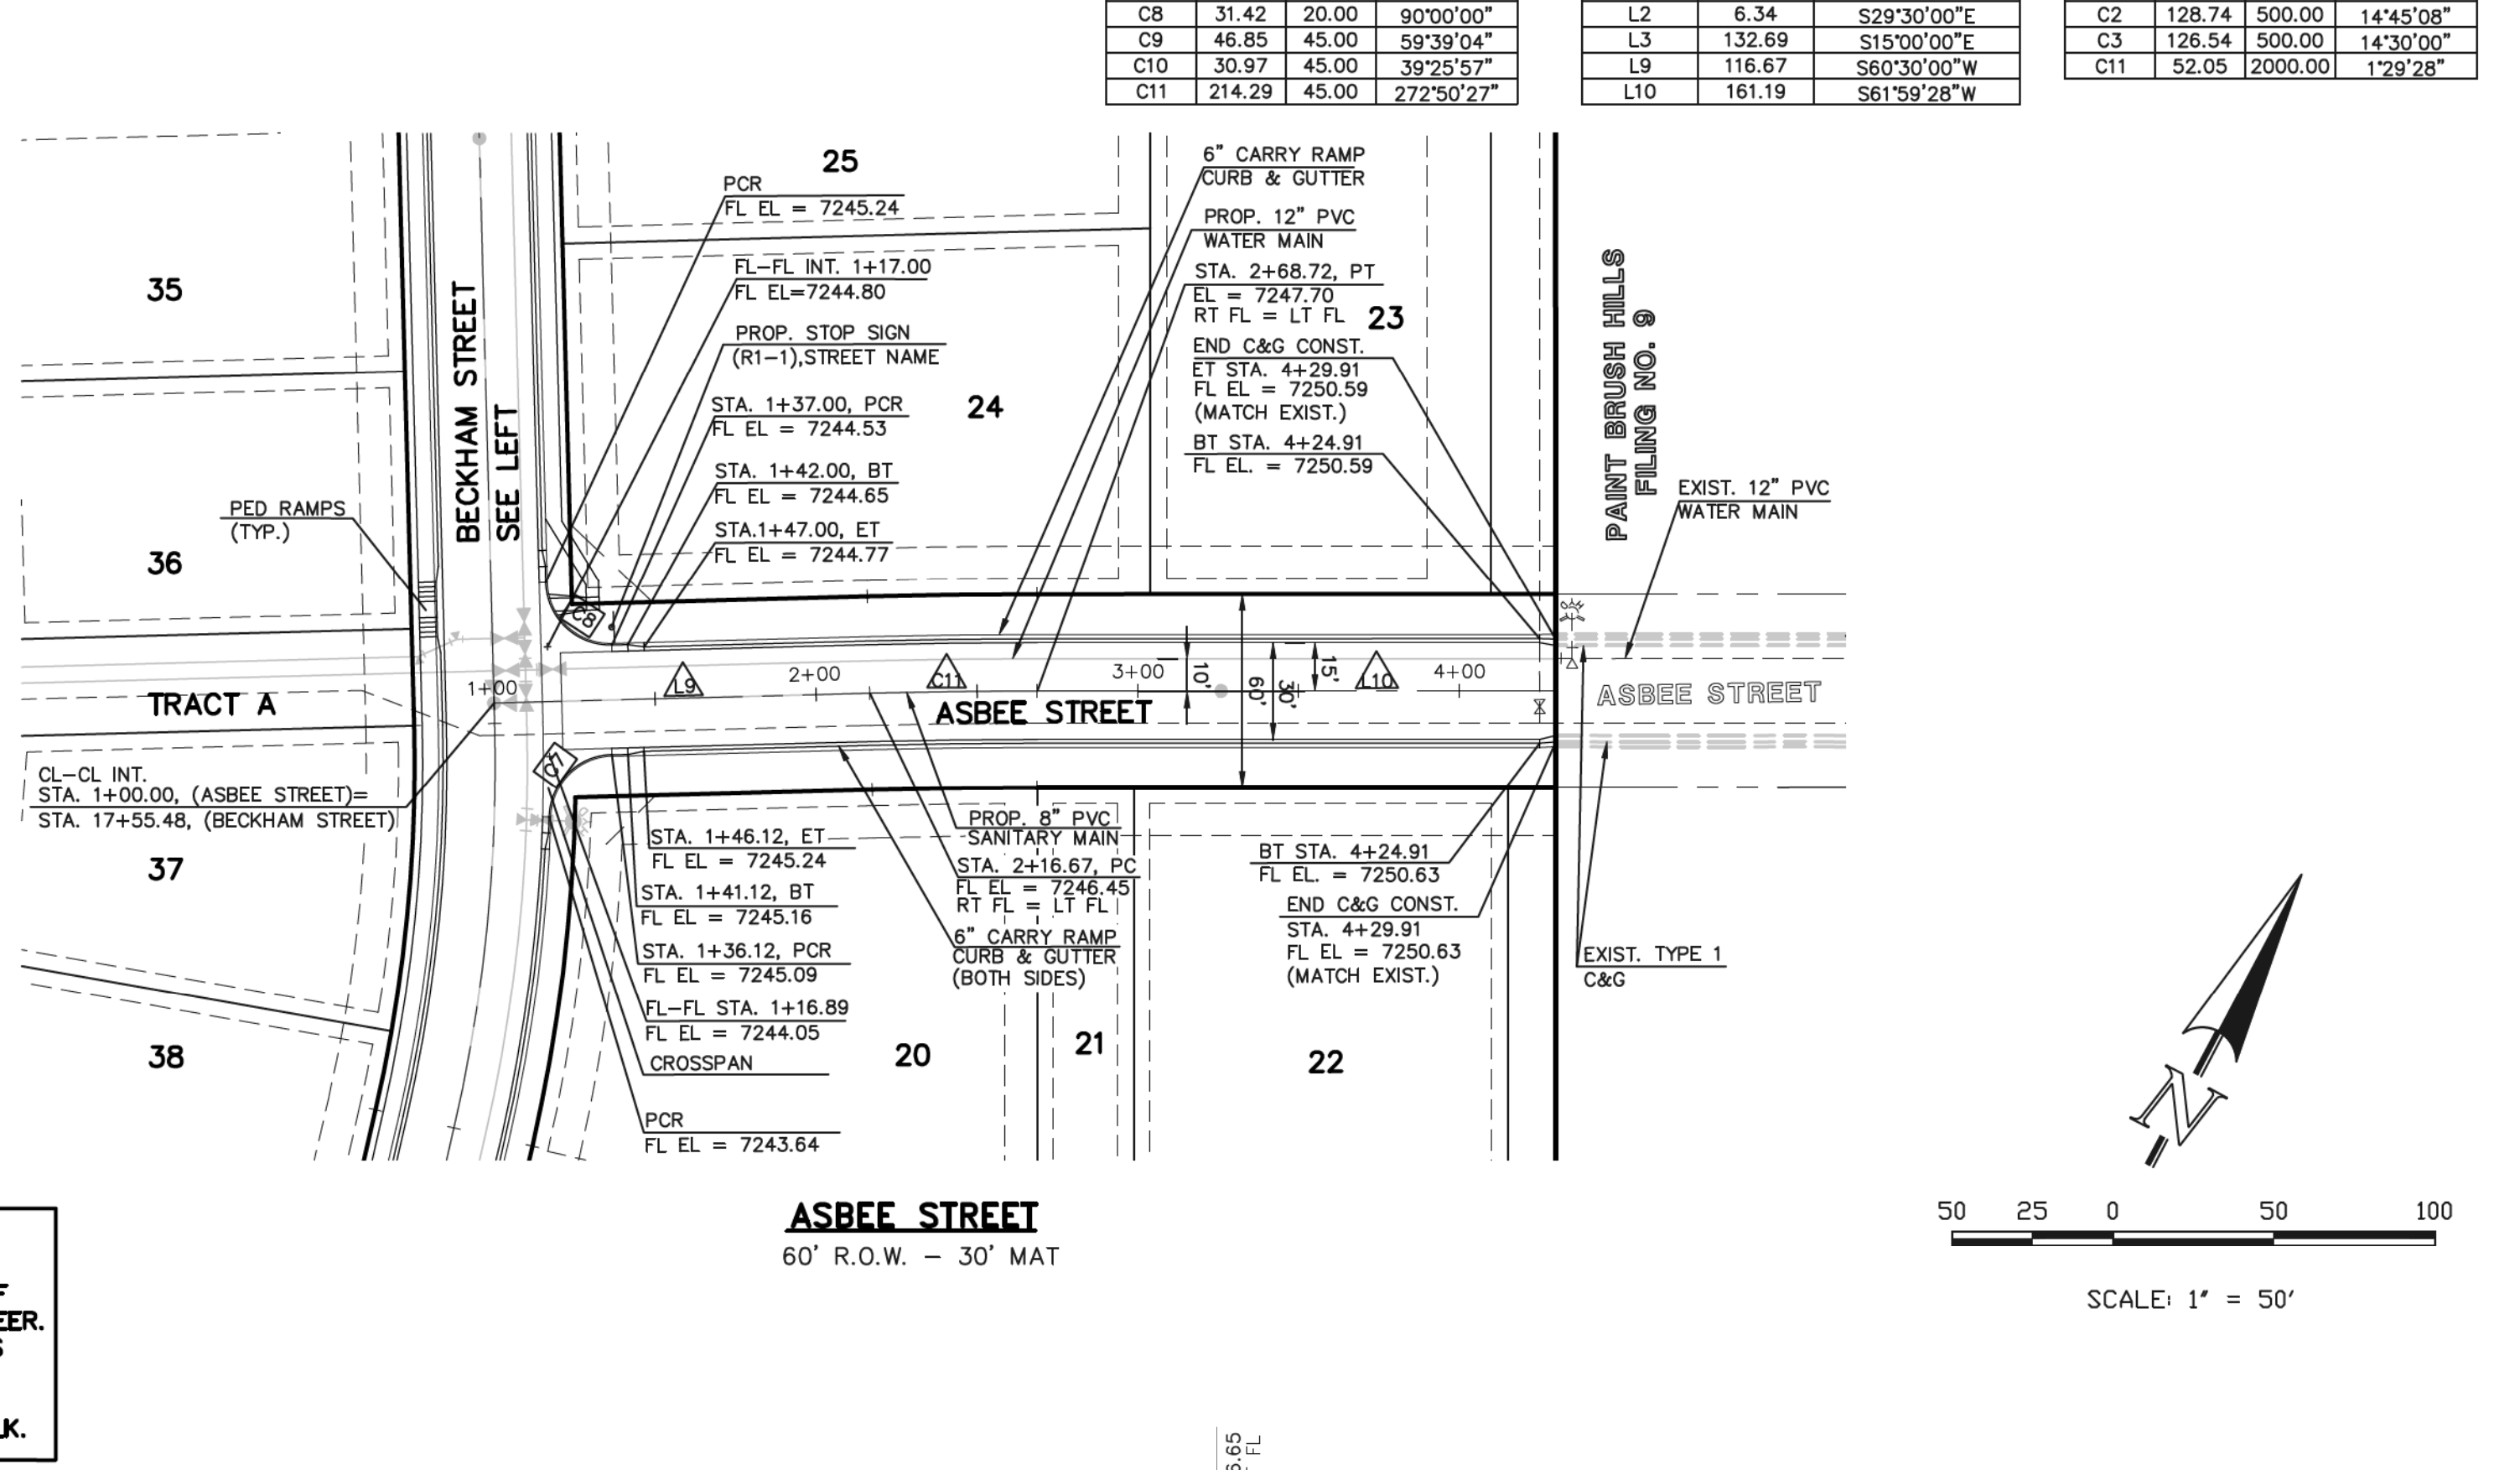 C8 31.42 20.00 90°00'00"
C9 46.85 45.00 59°39'04"
C10 30.97 45.00 39°25'57"
C11 214.29 45.00 272°50'27"
L2 6.34 S29°30'00"E
L3 132.69 S15°00'00"E
L9 116.67 S60°30'00"W
L10 161.19 S61°59'28"W
C2 128.74 500.00 14°45'08"
C3 126.54 500.00 14°30'00"
C11 52.05 2000.00 1°29'28"
35
36
PED RAMPS
(TYP.)
TRACT A
CL-CL INT.
STA. 1+00.00, (ASBEE STREET)=
STA. 17+55.48, (BECKHAM STREET)
37
38
BECKHAM STREET
SEE LEFT
25
PCR
FL EL = 7245.24
FL-FL INT. 1+17.00
FL EL=7244.80
PROP. STOP SIGN
(R1-1),STREET NAME
24
STA. 1+37.00, PCR
FL EL = 7244.53
STA. 1+42.00, BT
FL EL = 7244.65
STA.1+47.00, ET
FL EL = 7244.77
6" CARRY RAMP
CURB & GUTTER
PROP. 12" PVC
WATER MAIN
STA. 2+68.72, PT
EL = 7247.70
RT FL = LT FL
23
END C&G CONST.
ET STA. 4+29.91
FL EL = 7250.59
(MATCH EXIST.)
BT STA. 4+24.91
FL EL. = 7250.59
PAINT BRUSH HILLS
FILING NO. 9
EXIST. 12" PVC
WATER MAIN
C8
1+00
L9
2+00
C11
3+00
10'
60'
30'
15'
L10
4+00
ASBEE STREET
ASBEE STREET
C7
STA. 1+46.12, ET
FL EL = 7245.24
STA. 1+41.12, BT
FL EL = 7245.16
STA. 1+36.12, PCR
FL EL = 7245.09
FL-FL STA. 1+16.89
FL EL = 7244.05
CROSSPAN
PCR
FL EL = 7243.64
PROP. 8" PVC
SANITARY MAIN
STA. 2+16.67, PC
FL EL = 7246.45
RT FL = LT FL
6" CARRY RAMP
CURB & GUTTER
(BOTH SIDES)
20
21
22
BT STA. 4+24.91
FL EL. = 7250.63
END C&G CONST.
STA. 4+29.91
FL EL = 7250.63
(MATCH EXIST.)
EXIST. TYPE 1
C&G
N
ASBEE STREET
60' R.O.W. - 30' MAT
50 25 0 50 100
SCALE: 1" = 50'
EER.
LK.
6.65
FL